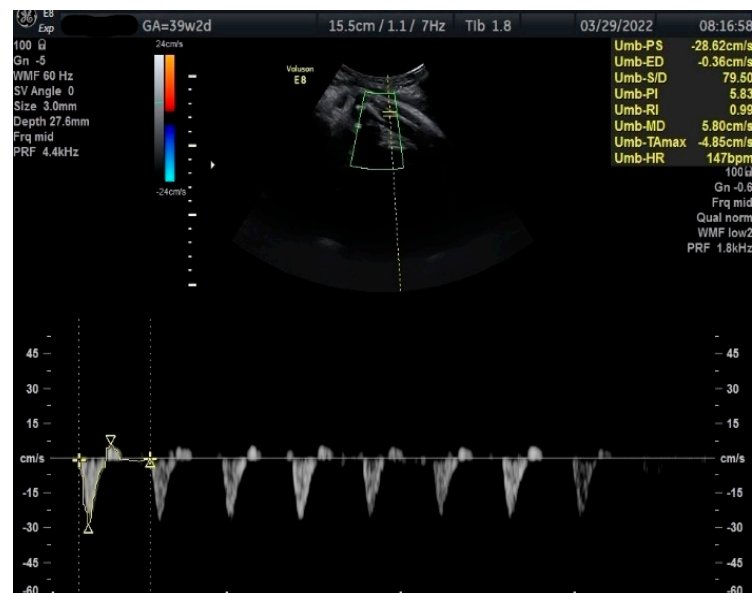 E8
Exp
GA=39w2d
15.5cm / 1.1 / 7Hz
TIb 1.8
03/29/2022
08:16:58
100
Gn -5
WMF 60 Hz
SV Angle 0
Size 3.0mm
Depth 27.6mm
Frq mid
PRF 4.4kHz
24cm/s
-24cm/s
Voluson
E8
Umb-PS -28.62cm/s
Umb-ED -0.36cm/s
Umb-S/D 79.50
Umb-PI 5.83
Umb-RI 0.99
Umb-MD 5.80cm/s
Umb-TAmax -4.85cm/s
Umb-HR 147bpm
100
Gn -0.6
Frq mid
Qual norm
WMF low2
PRF 1.8kHz
45
30
15
cm/s
-15
-30
-45
-60
45
30
15
cm/s
-15
-30
-45
-60